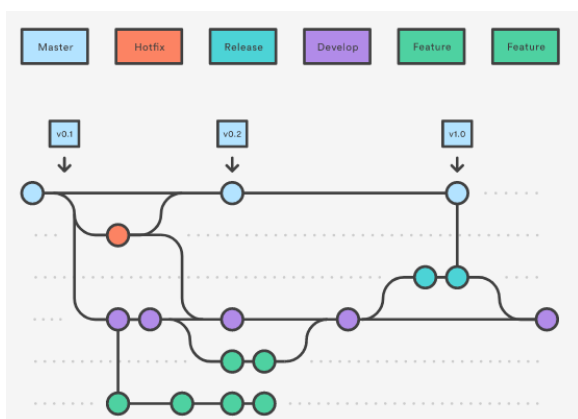 Master
Hotfix
Release
Develop
Feature
Feature
v0.1
v0.2
v1.0